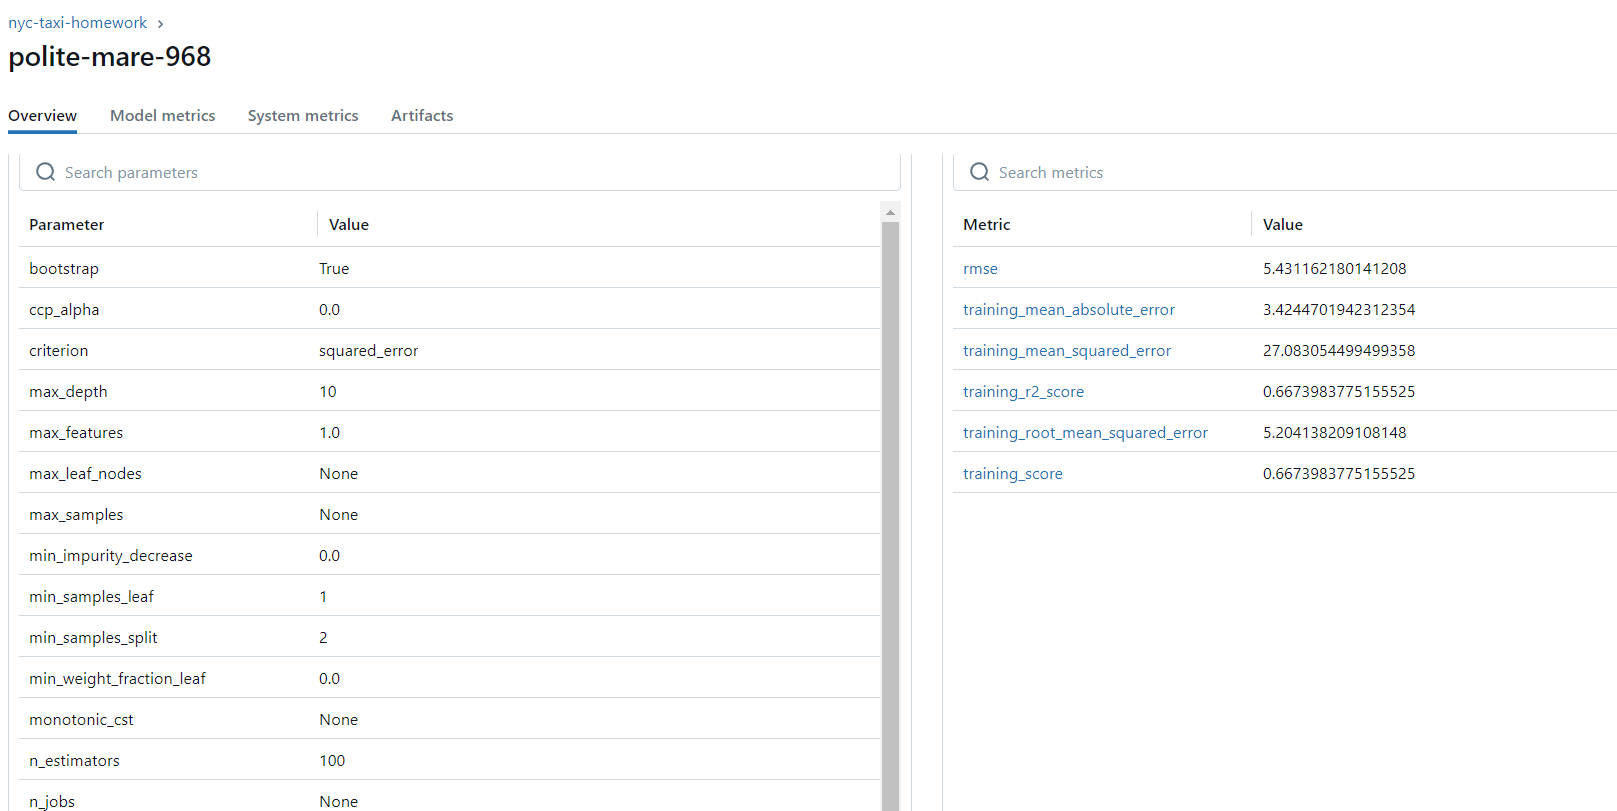 nyc-taxi-homework >
polite-mare-968
Overview Model metrics System metrics Artifacts
Search parameters
Parameter Value
bootstrap True
ccp_alpha 0.0
criterion squared_error
max_depth 10
max_features 1.0
max_leaf_nodes None
max_samples None
min_impurity_decrease 0.0
min_samples_leaf 1
min_samples_split 2
min_weight_fraction_leaf 0.0
monotonic_cst None
n_estimators 100
n_jobs None
Search metrics
Metric Value
rmse 5.431162180141208
training_mean_absolute_error 3.4244701942312354
training_mean_squared_error 27.083054499499358
training_r2_score 0.6673983775155525
training_root_mean_squared_error 5.204138209108148
training_score 0.6673983775155525